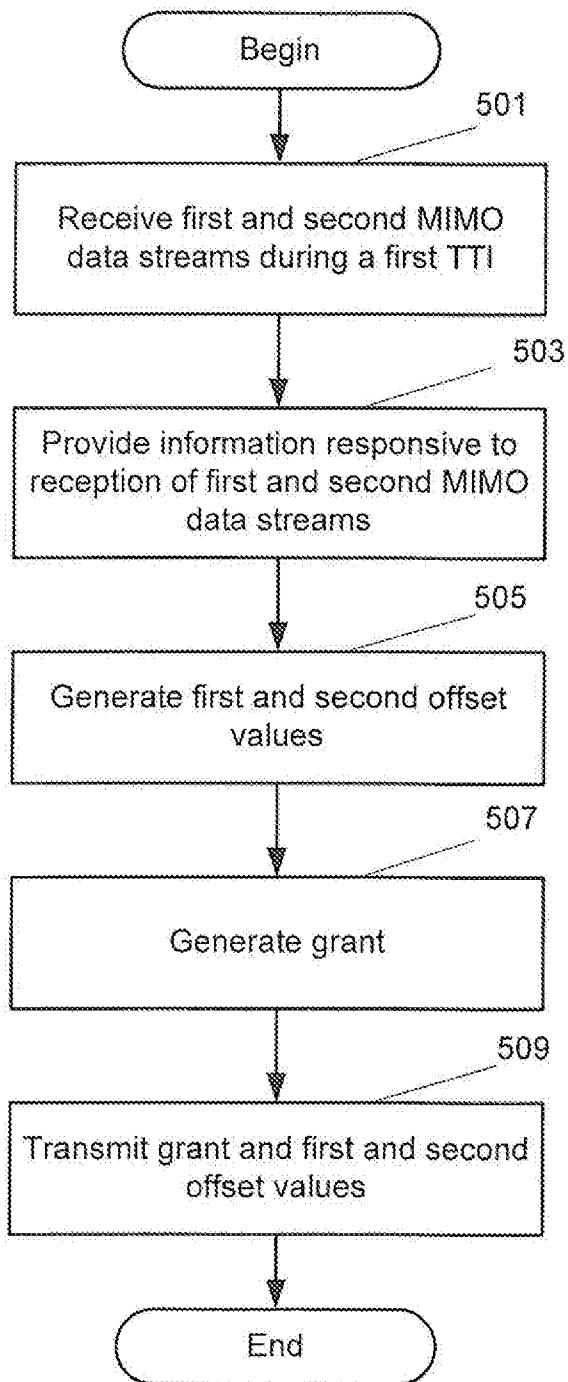 Begin
501
Receive first and second MIMO
data streams during a first TTI
503
Provide information responsive to
reception of first and second MIMO
data streams
505
Generate first and second offset
values
507
Generate grant
509
Transmit grant and first and second
offset values
End